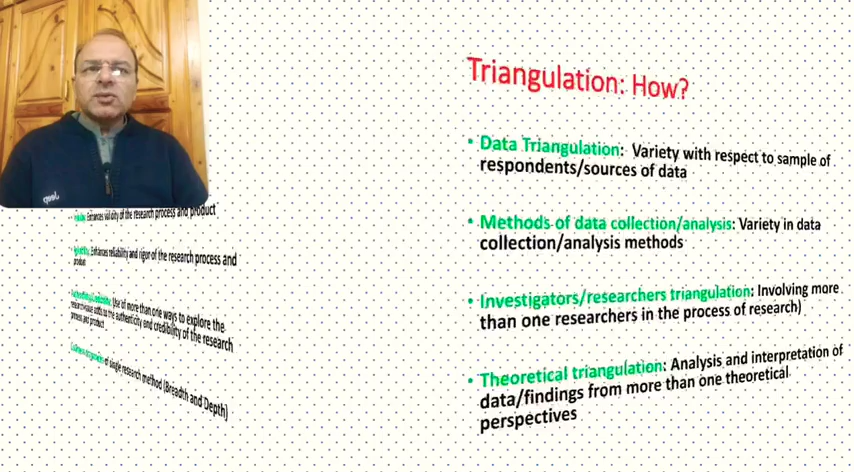 Enhances validity of the research process and product
Enhances reliability and rigor of the research process and
product
Use of more than one ways to explore the
adds to the authenticity and credibility of the research
process and product
of single research method (Breadth and Depth)
Triangulation: How?
• Data Triangulation: Variety with respect to sample of
respondents/sources of data
• Methods of data collection/analysis: Variety in data
collection/analysis methods
• Investigators/researchers triangulation: Involving more
than one researchers in the process of research)
• Theoretical triangulation: Analysis and interpretation of
data/findings from more than one theoretical
perspectives